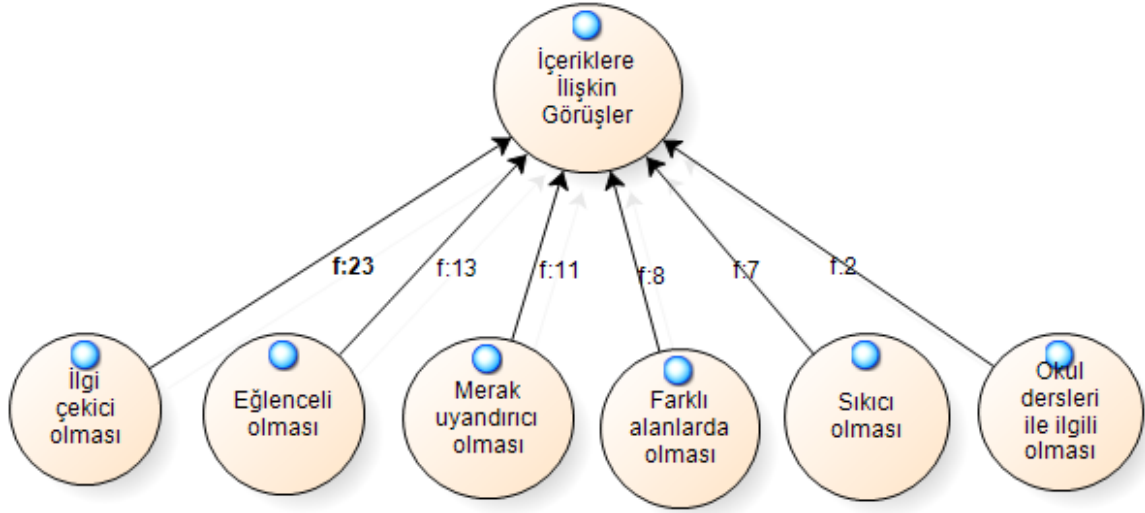 İçeriklere
İlişkin
Görüşler
f:23
f:13
f:11
f:8
f:7
f:2
İlgi
çekici
olması
Eğlenceli
olması
Merak
uyandırıcı
olması
Farklı
alanlarda
olması
Sıkıcı
olması
Okul
dersleri
ile ilgili
olması